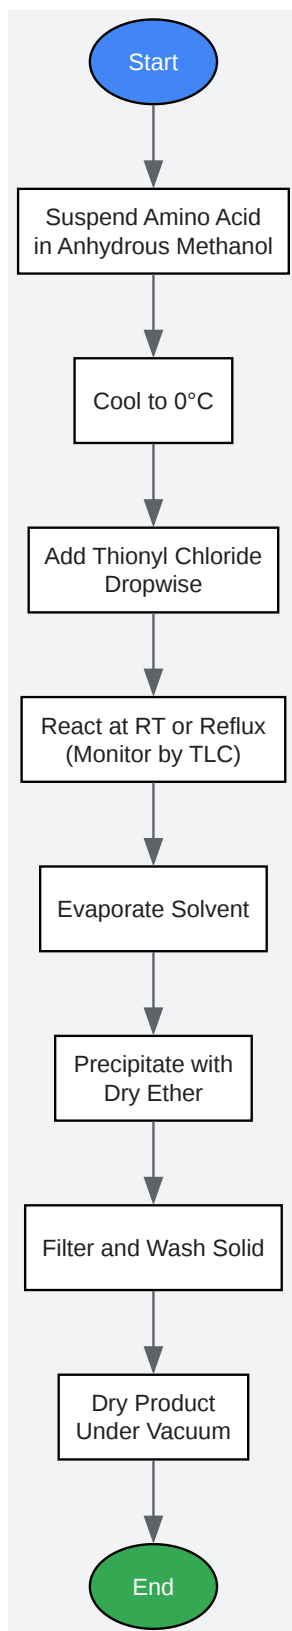 Start
Suspend Amino Acid
in Anhydrous Methanol
Cool to 0°C
Add Thionyl Chloride
Dropwise
React at RT or Reflux
(Monitor by TLC)
Evaporate Solvent
Precipitate with
Dry Ether
Filter and Wash Solid
Dry Product
Under Vacuum
End